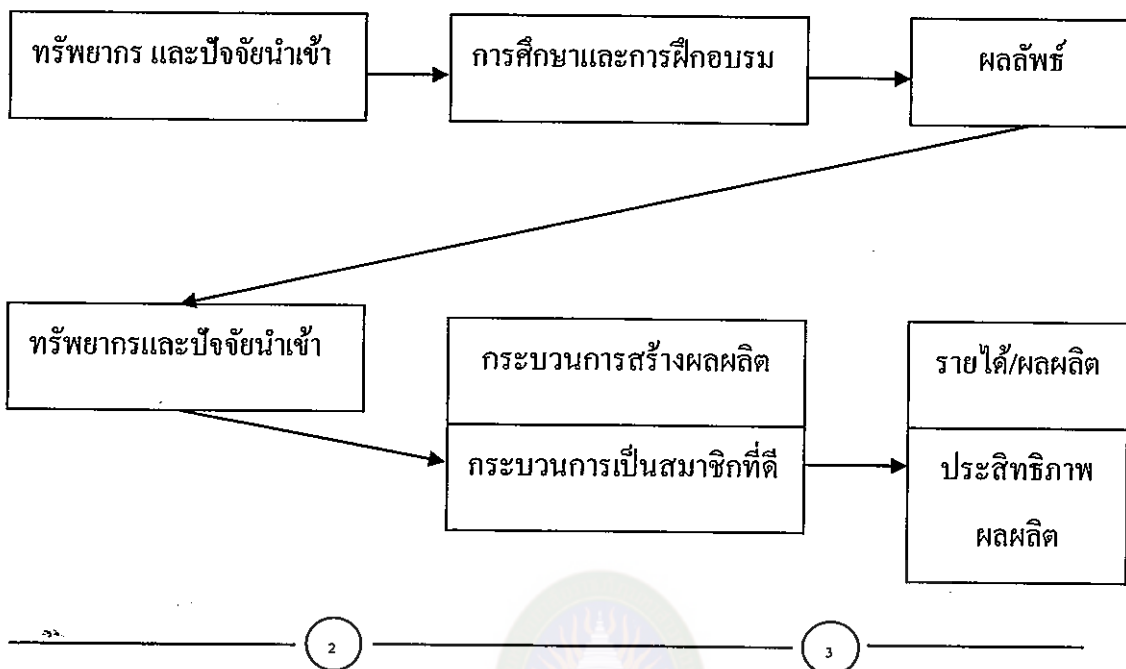 ทรัพยากร และปัจจัยนำเข้า
การศึกษาและการฝึกอบรม
ผลลัพธ์
ทรัพยากรและปัจจัยนำเข้า
กระบวนการสร้างผลผลิต
รายได้/ผลผลิต
กระบวนการเป็นสมาชิกที่ดี
ประสิทธิภาพ
ผลผลิต
2
3